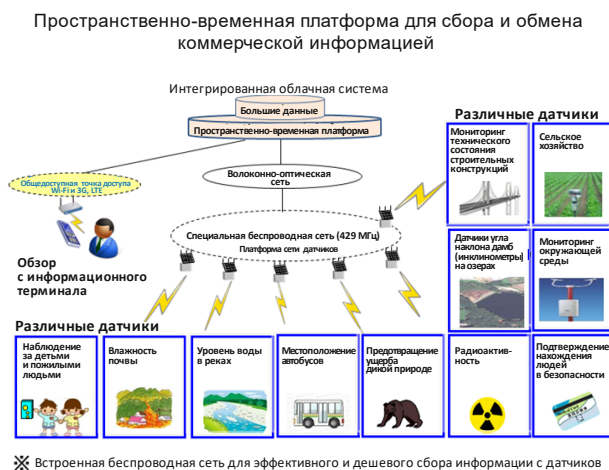 Пространственно-временная платформа для сбора и обмена
коммерческой информацией
Интегрированная облачная система
Большие данные
Пространственно-временная платформа
Волоконно-оптическая
сеть
Общедоступная точка доступа
Wi-Fi и 3G, LTE
Обзор
с информационного
терминала
Специальная беспроводная сеть (429 МГц)
Платформа сети датчиков
Различные датчики
Мониторинг
технического
состояния
строительных
конструкций
Сельское
хозяйство
Датчики угла
наклона дамб
(инклинометры)
на озерах
Мониторинг
окружающей
среды
Различные датчики
Наблюдение
за детьми
и пожилыми
людьми
Влажность
почвы
Уровень воды
в реках
Местоположение
автобусов
Предотвращение
ущерба
дикой природе
Радиоактив-
ность
Подтверждение
нахождения
людей
в безопасности
※ Встроенная беспроводная сеть для эффективного и дешевого сбора информации с датчиков